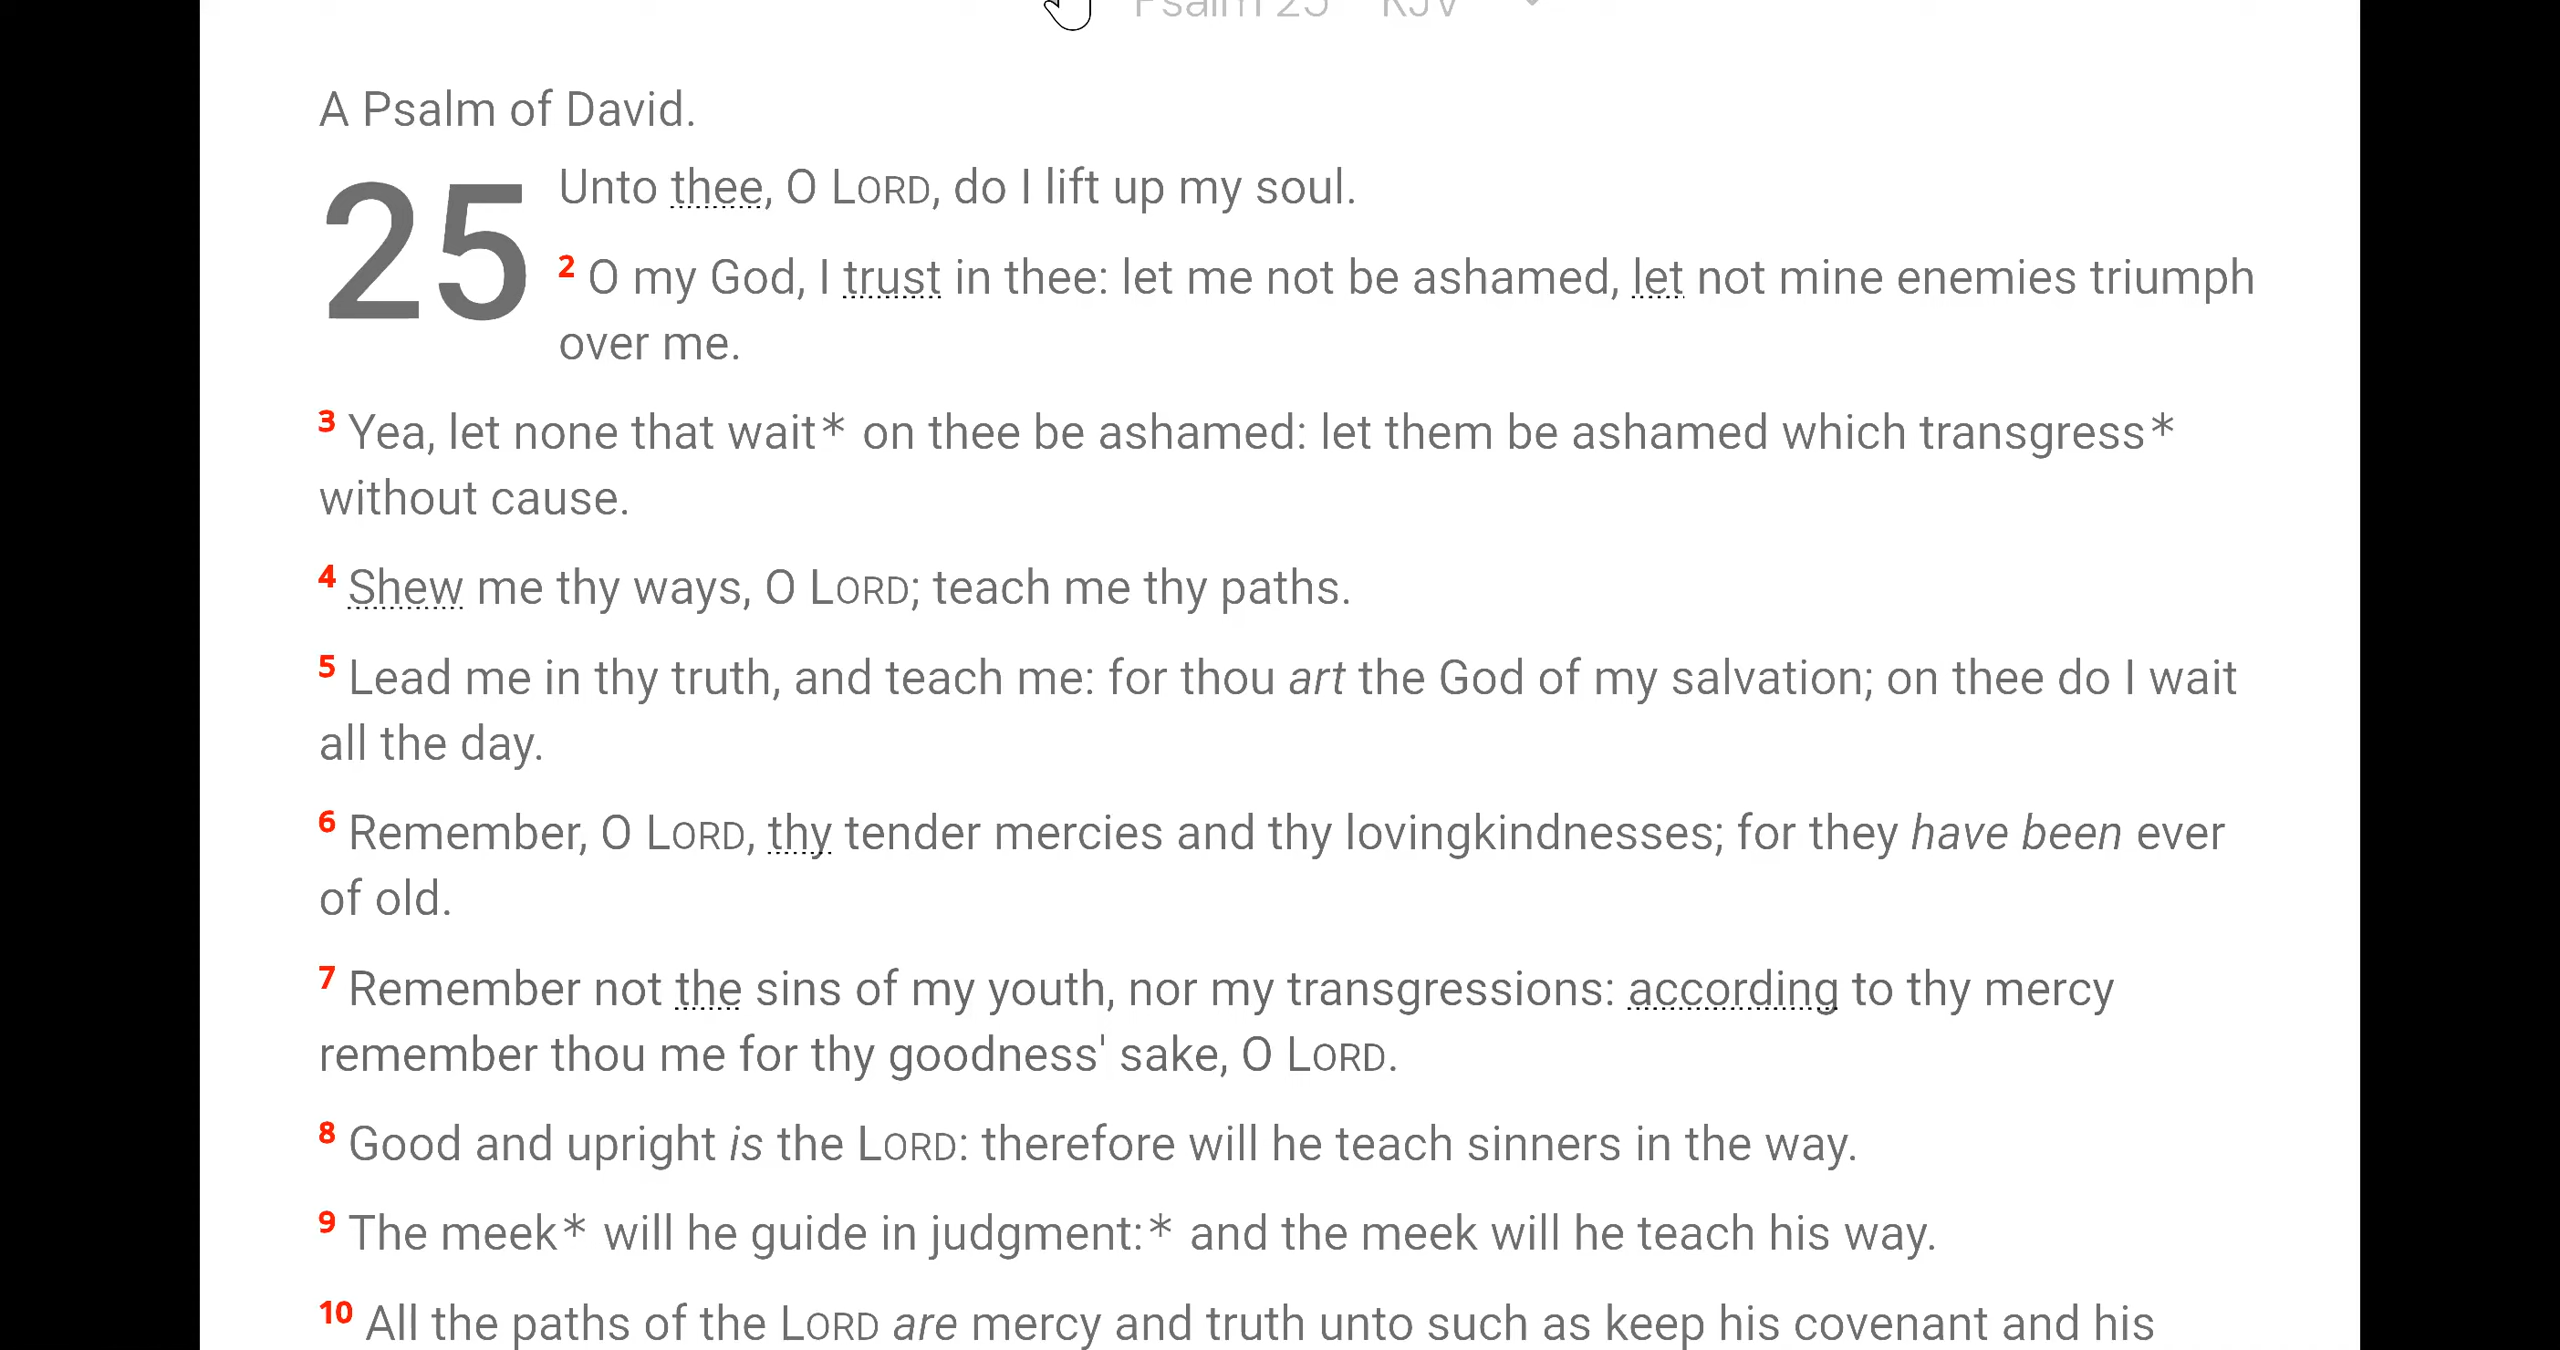 Psalm 25 KJV
A Psalm of David.
25 Unto thee, O LORD, do I lift up my soul.
2 O my God, I trust in thee: let me not be ashamed, let not mine enemies triumph
over me.
3 Yea, let none that wait* on thee be ashamed: let them be ashamed which transgress*
without cause.
4 Shew me thy ways, O LORD; teach me thy paths.
5 Lead me in thy truth, and teach me: for thou art the God of my salvation; on thee do I wait
all the day.
6 Remember, O LORD, thy tender mercies and thy lovingkindnesses; for they have been ever
of old.
7 Remember not the sins of my youth, nor my transgressions: according to thy mercy
remember thou me for thy goodness' sake, O LORD.
8 Good and upright is the LORD: therefore will he teach sinners in the way.
9 The meek* will he guide in judgment:* and the meek will he teach his way.
10 All the paths of the LORD are mercy and truth unto such as keep his covenant and his